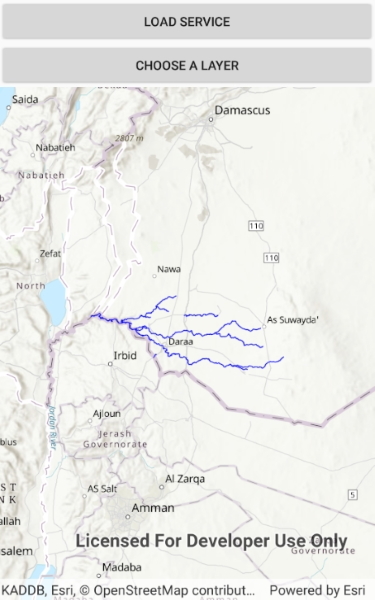 LOAD SERVICE
CHOOSE A LAYER
Saida
Damascus
2807 m
Nabatieh
Nabatieh
110
Zefat
110
Nawa
North
As Suwayda'
Daraa
Irbid
Ajloun
Jordan River
Jerash
Governorate
Al Zarqa
AS Salt
5
Amman
Licensed For Developer Use Only
Governorate
salem
Madaba
KADDB, Esri, © OpenStreetMap contribut... Powered by Esri